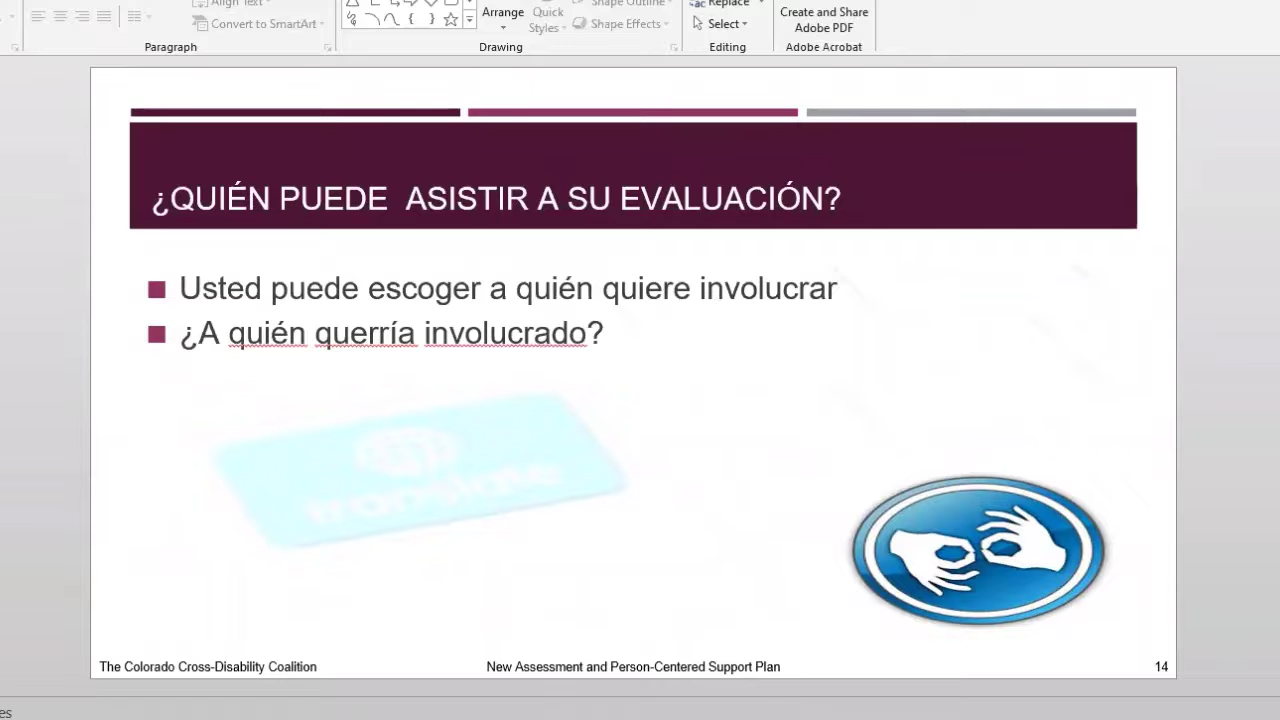 Align Text
Shape Outline
Replace
Convert to SmartArt
Arrange
Quick
Styles
Shape Effects
Select
Create and Share
Adobe PDF
Paragraph
Drawing
Editing
Adobe Acrobat
¿QUIÉN PUEDE ASISTIR A SU EVALUACIÓN?
Usted puede escoger a quién quiere involucrar
¿A quién querría involucrado?
translate
The Colorado Cross-Disability Coalition
New Assessment and Person-Centered Support Plan
14